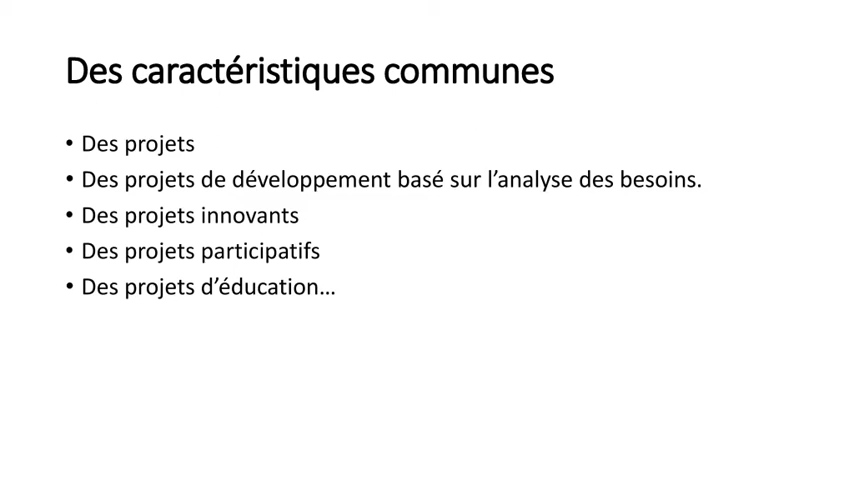 Des caractéristiques communes
• Des projets
• Des projets de développement basé sur l’analyse des besoins.
• Des projets innovants
• Des projets participatifs
• Des projets d’éducation…